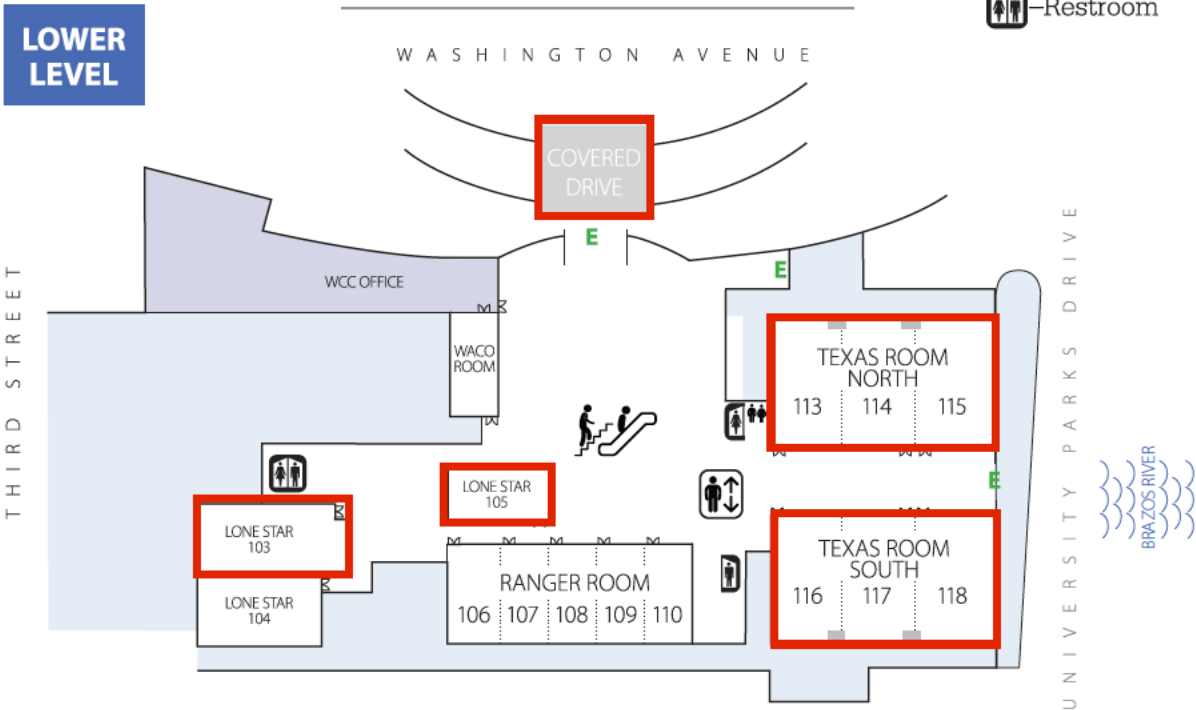 –Restroom
LOWER
LEVEL
WASHINGTON AVENUE
COVERED
DRIVE
E
E
WCC OFFICE
THIRD STREET
UNIVERSITY PARKS DRIVE
WACO
ROOM
TEXAS ROOM
NORTH
113 114 115
LONE STAR
105
E
BRAZOS RIVER
LONE STAR
103
TEXAS ROOM
SOUTH
116 117 118
RANGER ROOM
106 107 108 109 110
LONE STAR
104